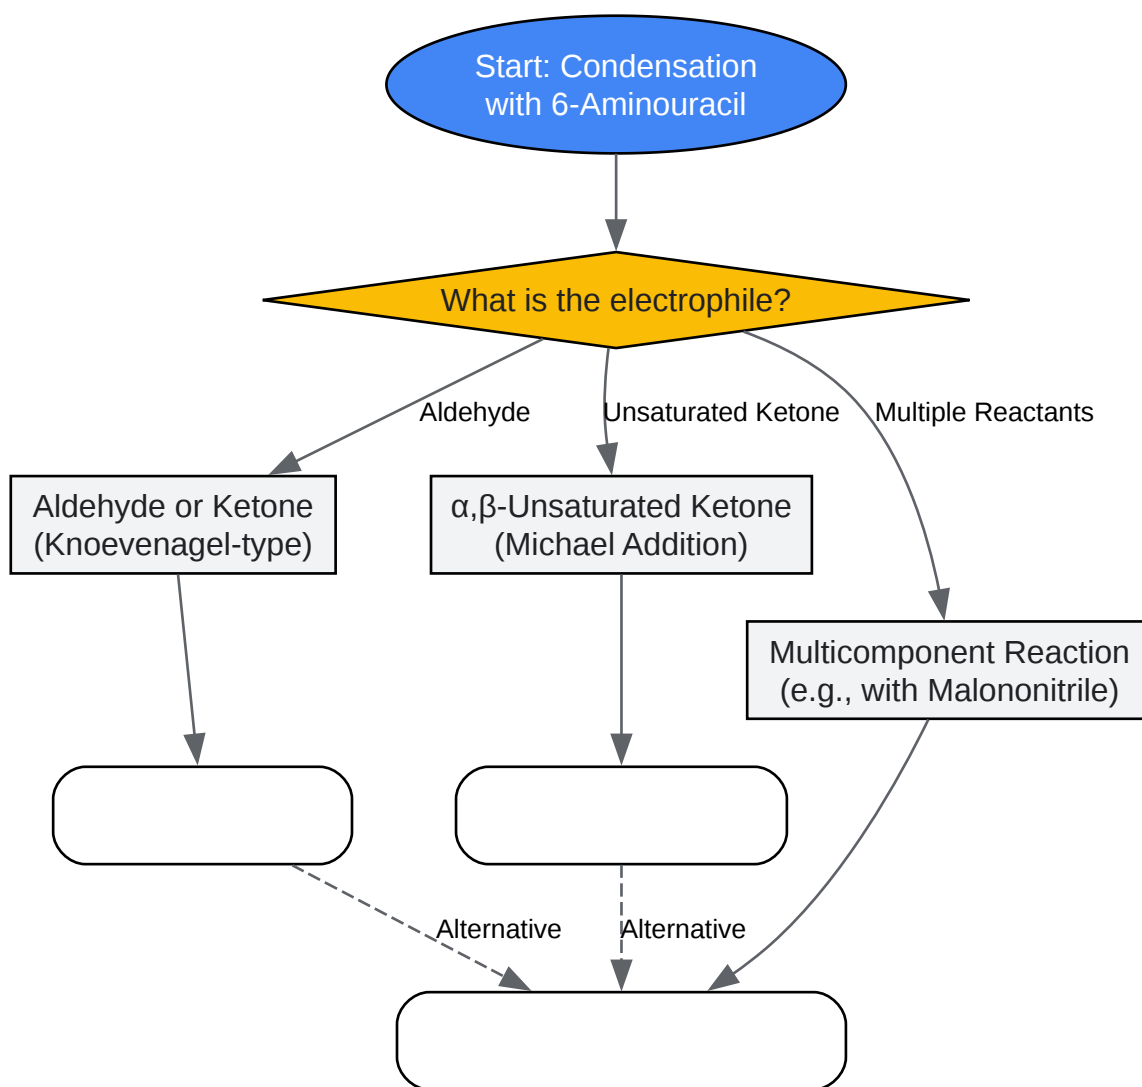 Start: Condensation
with 6-Aminouracil
What is the electrophile?
Aldehyde
Unsaturated Ketone
Multiple Reactants
Aldehyde or Ketone
(Knoevenagel-type)
α,β-Unsaturated Ketone
(Michael Addition)
Multicomponent Reaction
(e.g., with Malononitrile)
Alternative
Alternative